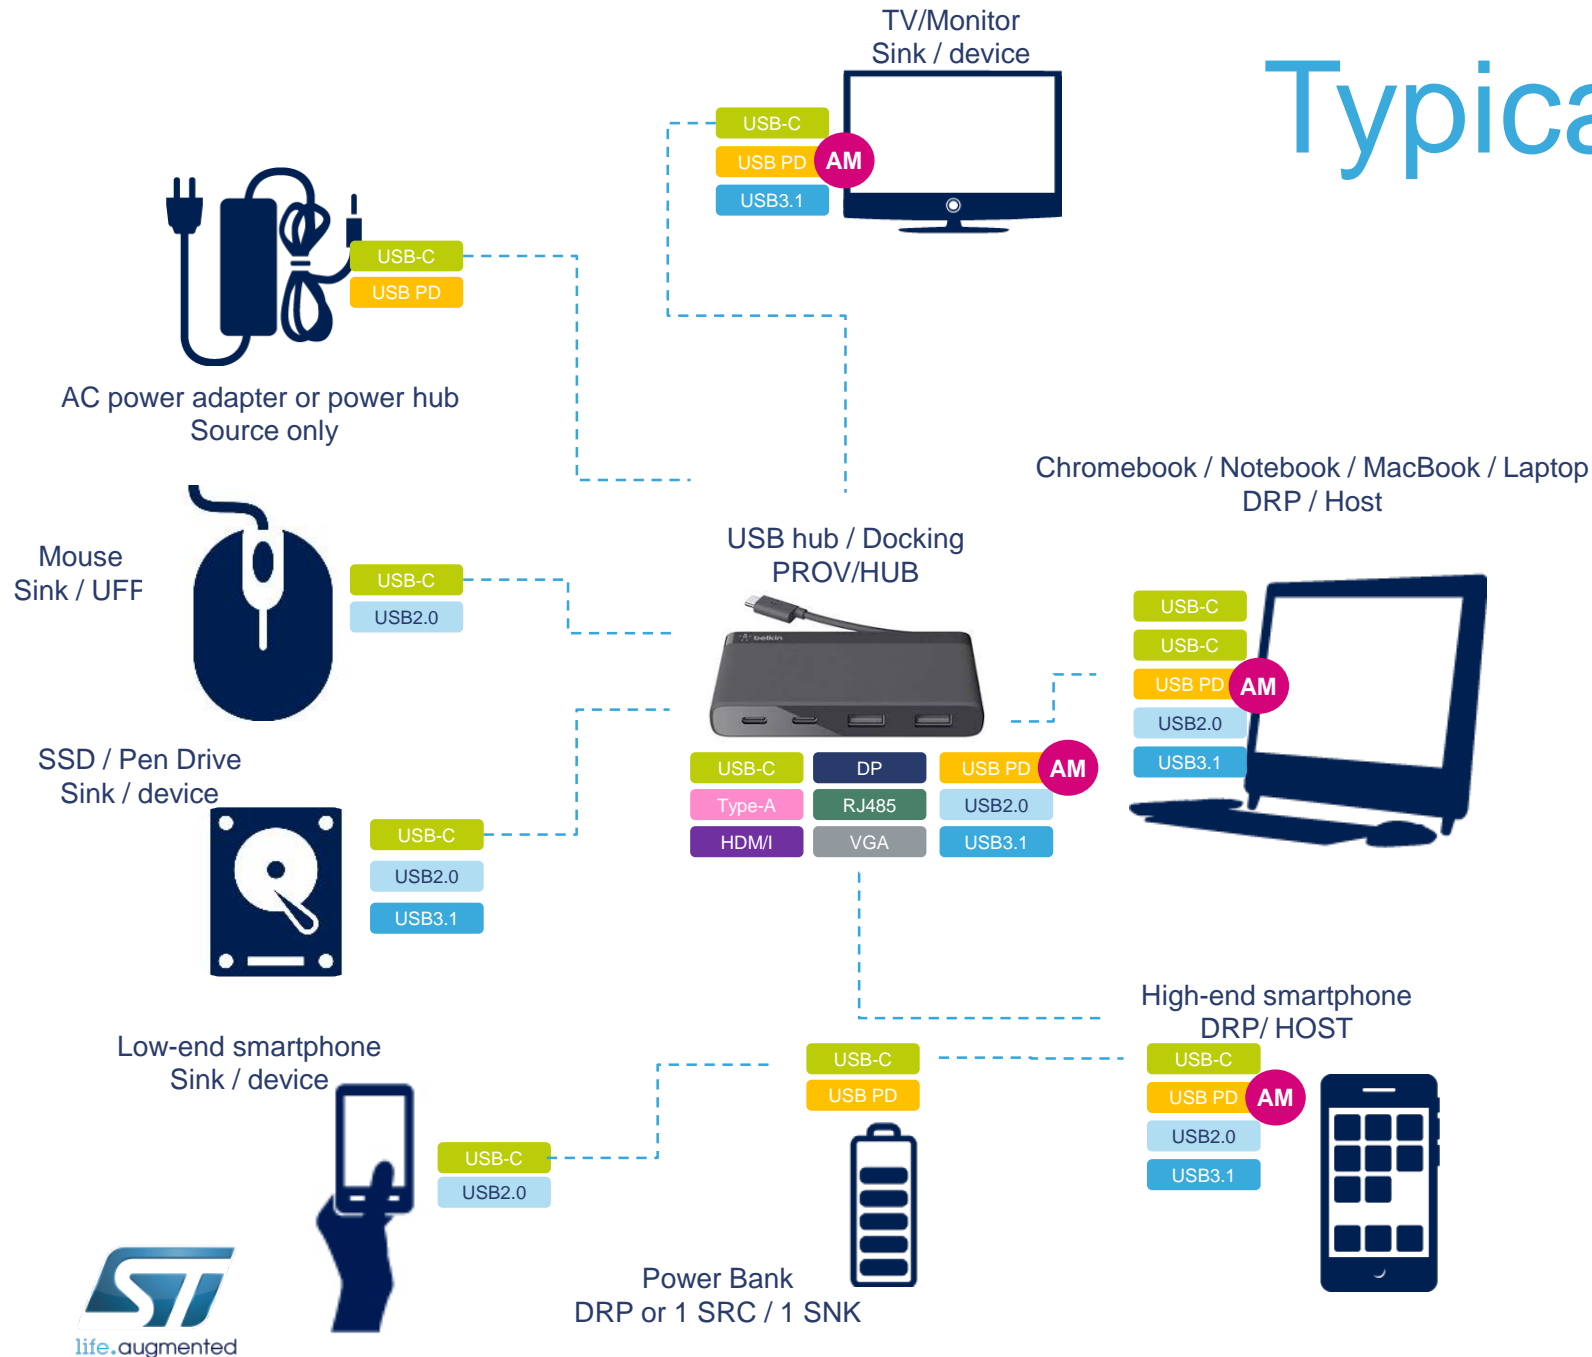 TV/Monitor
Sink / device
Typica
USB-C
USB PD
AM
USB3.1
USB-C
USB PD
AC power adapter or power hub
Source only
Chromebook / Notebook / MacBook / Laptop
DRP / Host
Mouse
Sink / UFF
USB-C
USB2.0
USB hub / Docking
PROV/HUB
belkin
USB-C
USB-C
USB PD
AM
USB2.0
USB3.1
SSD / Pen Drive
Sink / device
USB-C
USB2.0
USB3.1
USB-C
DP
USB PD
AM
Type-A
RJ485
USB2.0
HDM/I
VGA
USB3.1
High-end smartphone
DRP/ HOST
USB-C
USB PD
AM
USB2.0
USB3.1
Low-end smartphone
Sink / device
USB-C
USB2.0
USB-C
USB PD
Power Bank
DRP or 1 SRC / 1 SNK
ST
life.augmented